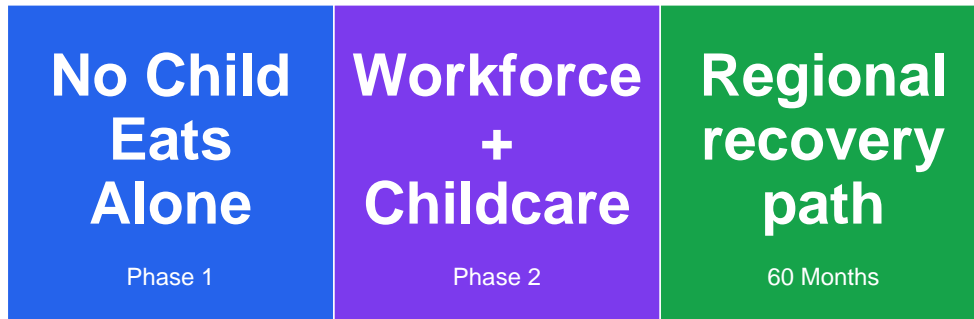 No Child
Eats
Alone
Phase 1
Workforce
+
Childcare
Phase 2
Regional
recovery
path
60 Months